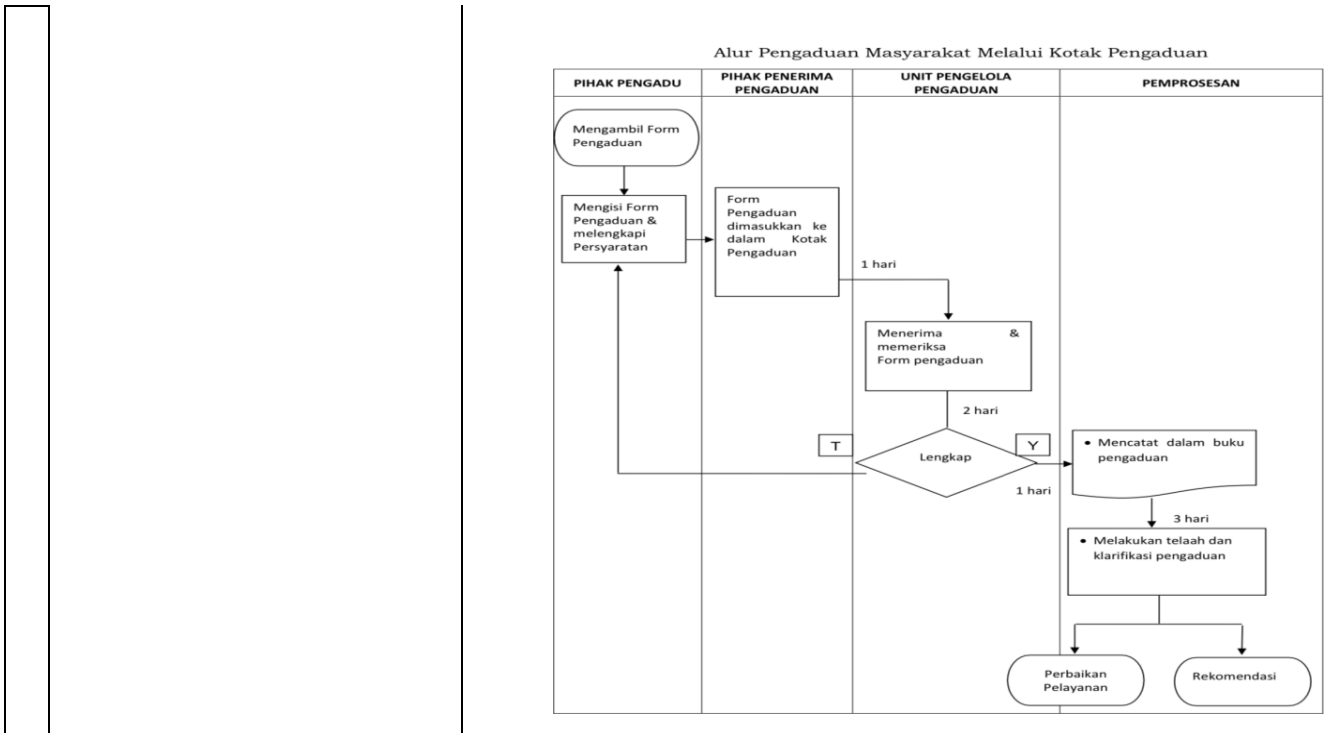 Alur Pengaduan Masyarakat Melalui Kotak Pengaduan
PIHAK PENGADU
PIHAK PENERIMA
PENGADUAN
UNIT PENGELOLA
PENGADUAN
PEMPROSESAN
Mengambil Form
Pengaduan
Mengisi Form
Pengaduan &
melengkapi
Persyaratan
Form
Pengaduan
dimasukkan ke
dalam Kotak
Pengaduan
1 hari
Menerima &
memeriksa
Form pengaduan
2 hari
T
Lengkap
Y
1 hari
• Mencatat dalam buku
pengaduan
3 hari
• Melakukan telaah dan
klarifikasi pengaduan
Perbaikan
Pelayanan
Rekomendasi